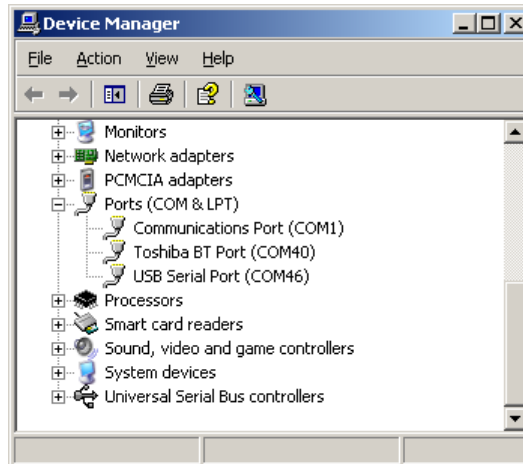 Device Manager
File Action View Help
Monitors
Network adapters
PCMCIA adapters
Ports (COM & LPT)
Communications Port (COM1)
Toshiba BT Port (COM40)
USB Serial Port (COM46)
Processors
Smart card readers
Sound, video and game controllers
System devices
Universal Serial Bus controllers